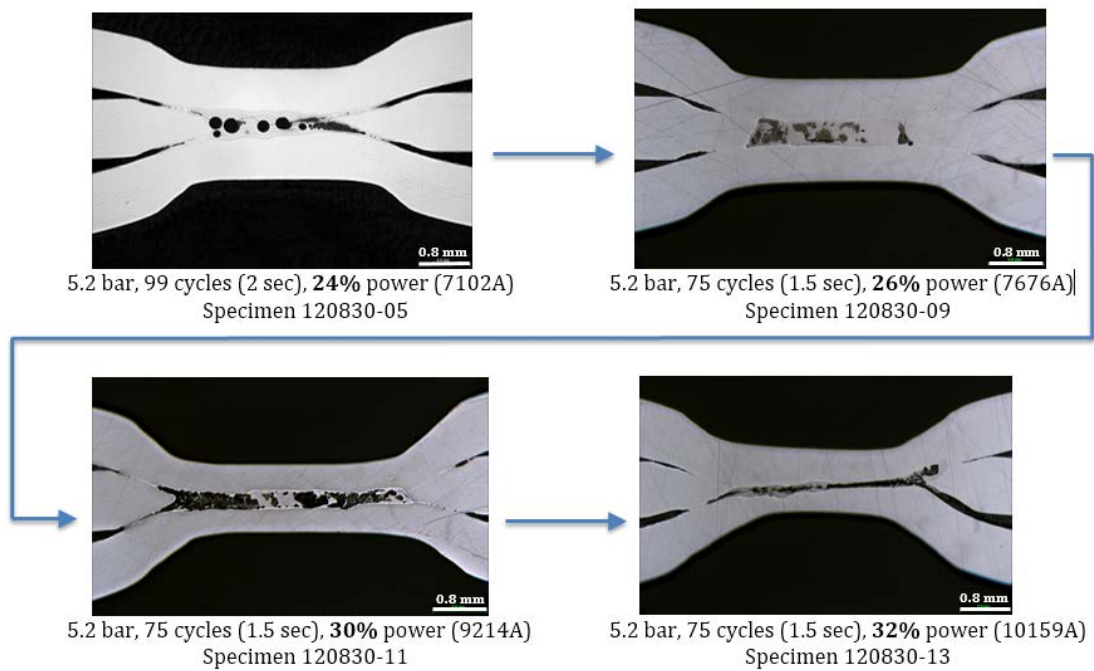 0.8 mm
0.8 mm
5.2 bar, 99 cycles (2 sec), 24% power (7102A)
Specimen 120830-05
5.2 bar, 75 cycles (1.5 sec), 26% power (7676A)
Specimen 120830-09
0.8 mm
0.8 mm
5.2 bar, 75 cycles (1.5 sec), 30% power (9214A)
Specimen 120830-11
5.2 bar, 75 cycles (1.5 sec), 32% power (10159A)
Specimen 120830-13